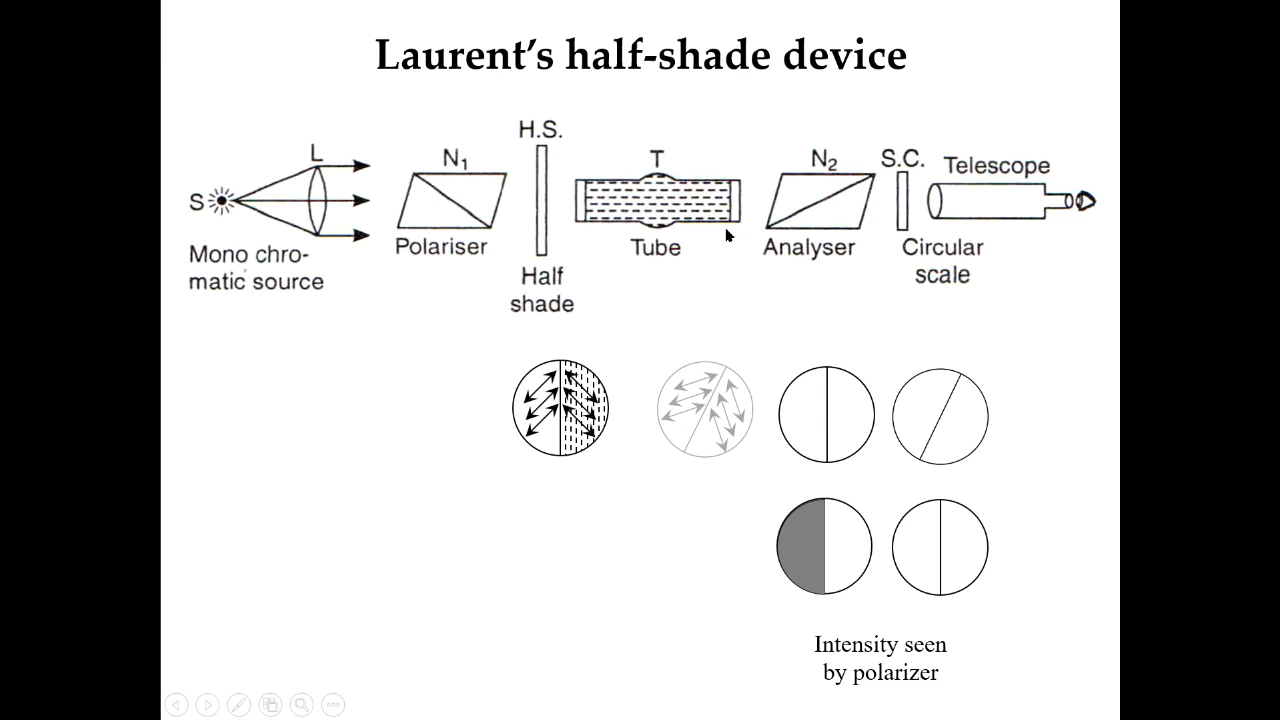 Laurent’s half-shade device
H.S.
L
N1
T
N2
S.C.
Telescope
S
Polariser
Tube
Analyser
Circular
scale
Mono chro-
matic source
Half
shade
Intensity seen
by polarizer